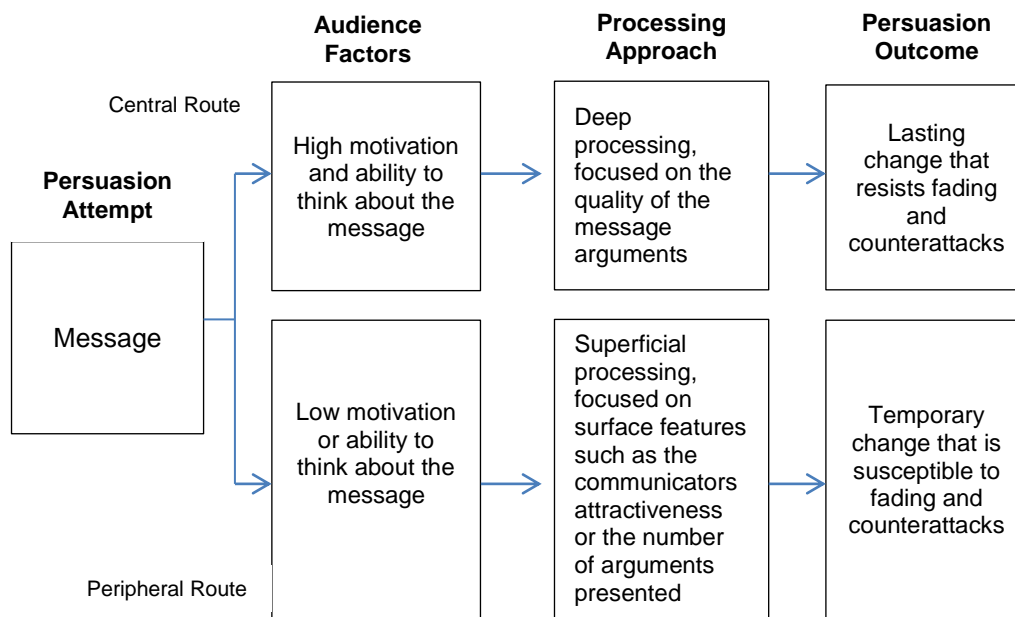 Audience
Factors
Processing
Approach
Persuasion
Outcome
Central Route
Persuasion
Attempt
Message
High motivation
and ability to
think about the
message
Deep
processing,
focused on the
quality of the
message
arguments
Lasting
change that
resists fading
and
counterattacks
Low motivation
or ability to
think about the
message
Superficial
processing,
focused on
surface features
such as the
communicators
attractiveness
or the number
of arguments
presented
Temporary
change that is
susceptible to
fading and
counterattacks
Peripheral Route